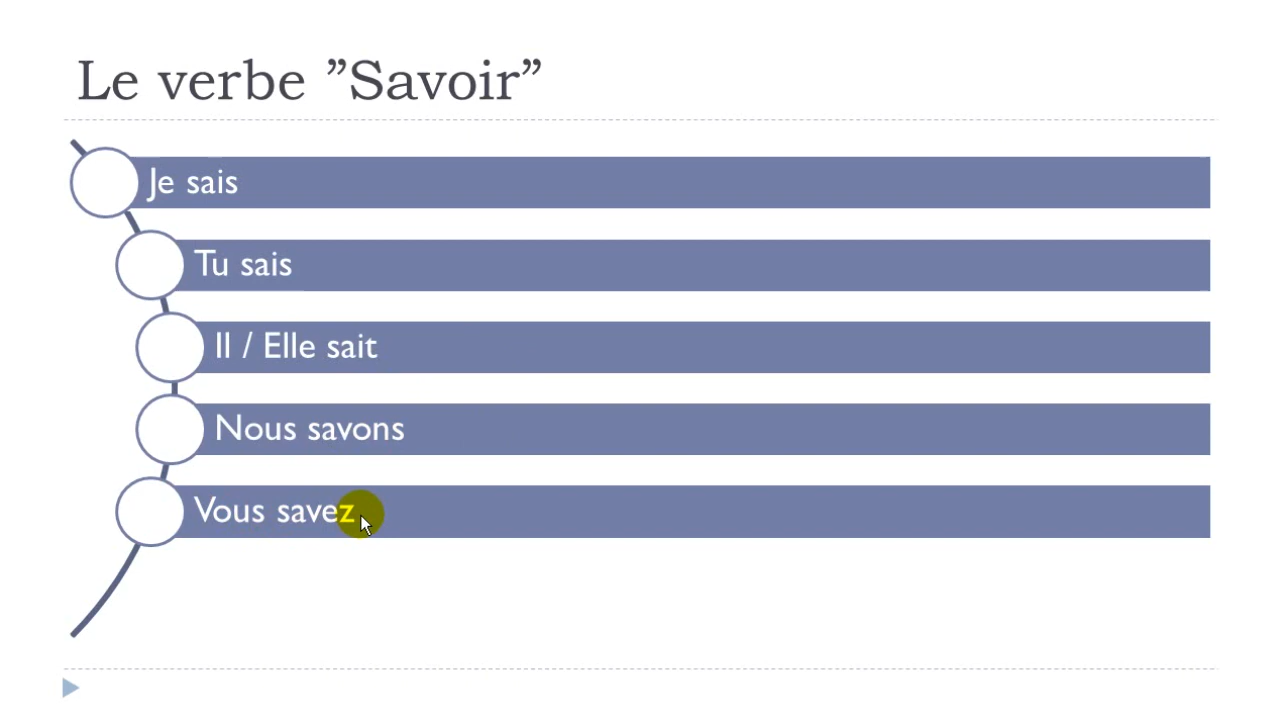 Le verbe ”Savoir”
Je sais
Tu sais
Il / Elle sait
Nous savons
Vous savez